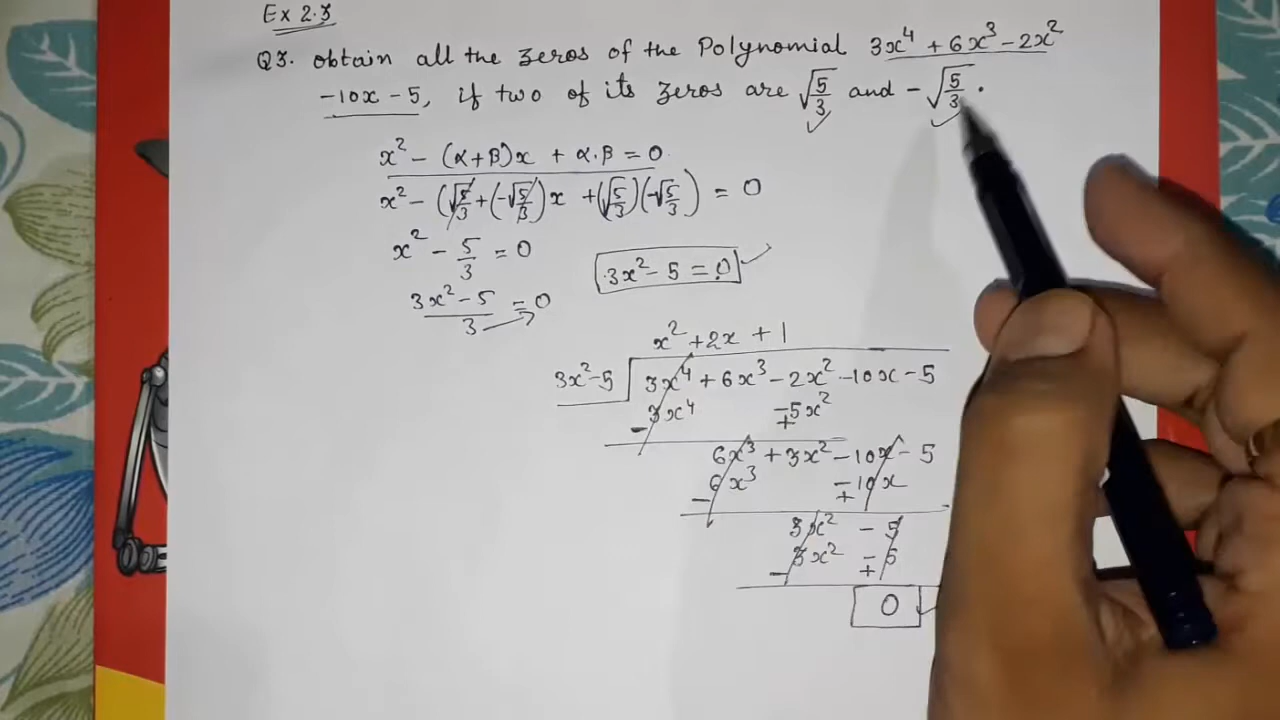 Ex 2.3
Q3. obtain all the zeros of the Polynomial 3x⁴ + 6x³ - 2x²
-10x - 5, if two of its zeros are √5/3 and -√5/3.
x² - (α+β)x + α.β = 0
x² - (√5/3 + (-√5/3)x + (√5/3)(-√5/3) = 0
x² - 5/3 = 0
3x² - 5 = 0
3x² - 5 / 3 = 0
x² + 2x + 1
3x² - 5 3x⁴ + 6x³ - 2x² - 10x - 5
- 3x⁴ -+ 5x²
6x³ + 3x² - 10x - 5
- 6x³ -+ 10x
3x² - 5
- 3x² -+ 5
0